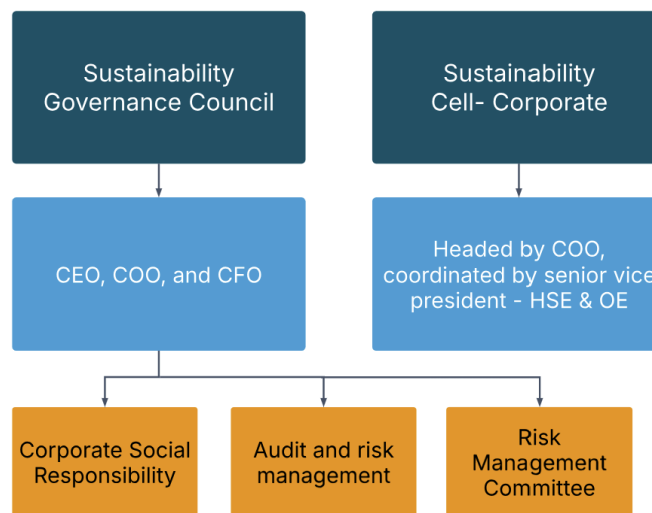 Sustainability
Governance Council
Sustainability
Cell- Corporate
CEO, COO, and CFO
Headed by COO,
coordinated by senior vice
president - HSE & OE
Corporate Social
Responsibility
Audit and risk
management
Risk
Management
Committee